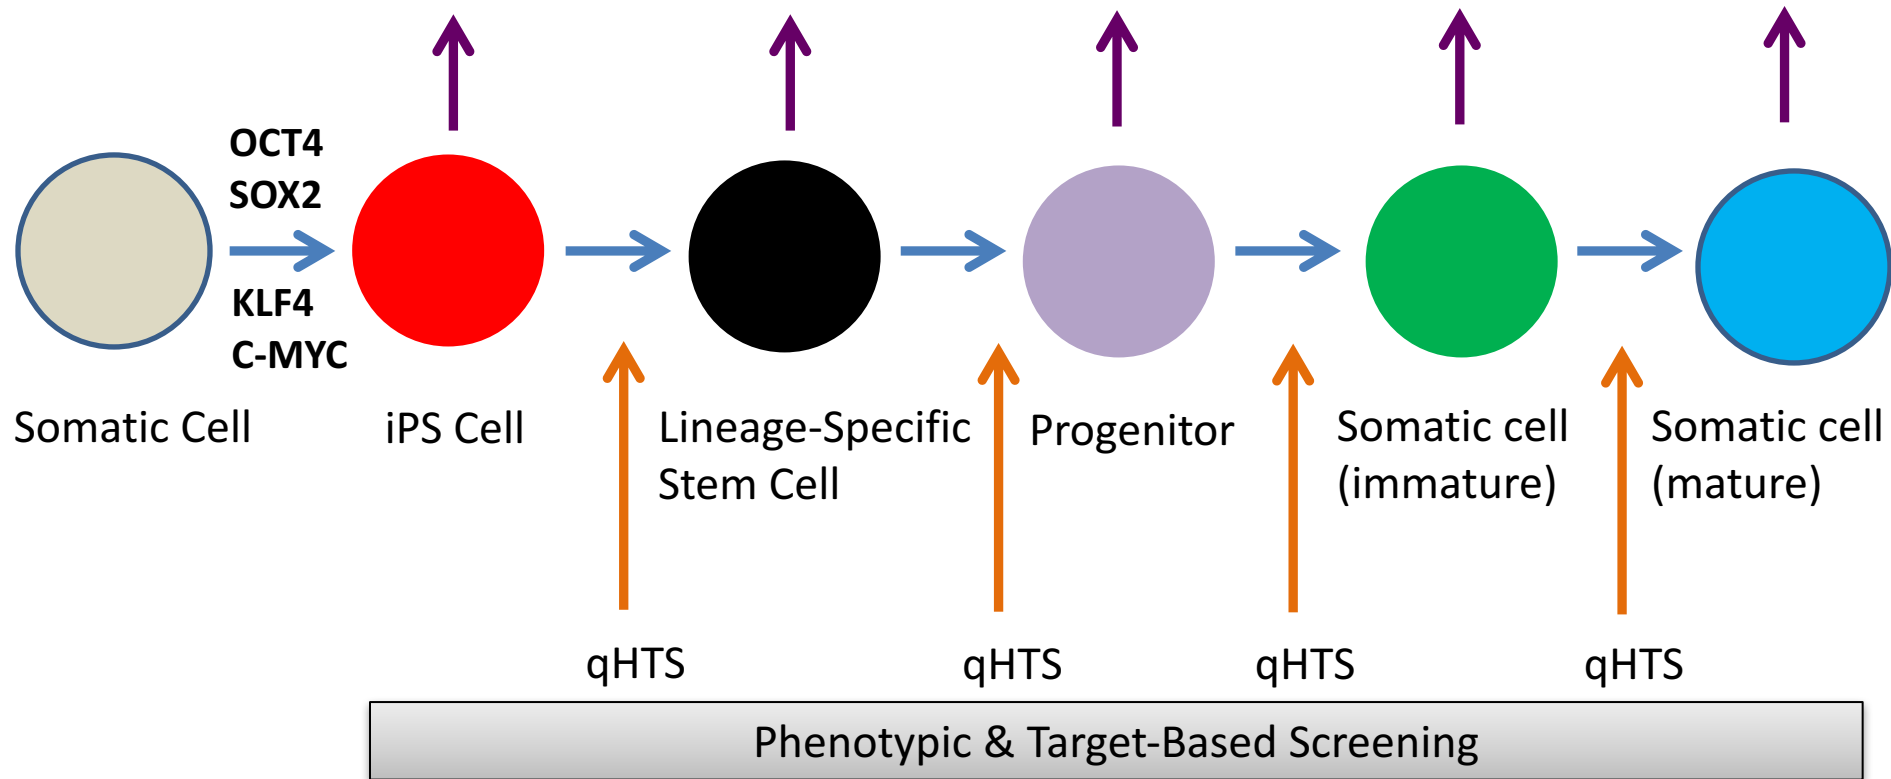 OCT4
SOX2
KLF4
C-MYC
Somatic Cell
iPS Cell
Lineage-Specific
Stem Cell
Progenitor
Somatic cell
(immature)
Somatic cell
(mature)
qHTS
qHTS
qHTS
qHTS
Phenotypic & Target-Based Screening